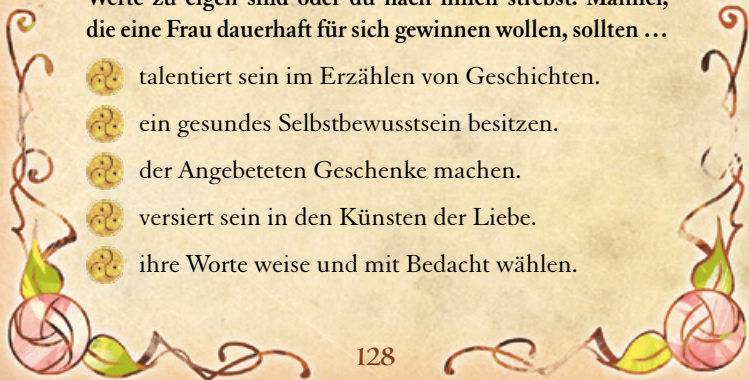 Werte zu eigen sind oder du nach ihnen strebst. Männer,
die eine Frau dauerhaft für sich gewinnen wollen, sollten …
talentiert sein im Erzählen von Geschichten.
ein gesundes Selbstbewusstsein besitzen.
der Angebeteten Geschenke machen.
versiert sein in den Künsten der Liebe.
ihre Worte weise und mit Bedacht wählen.
128